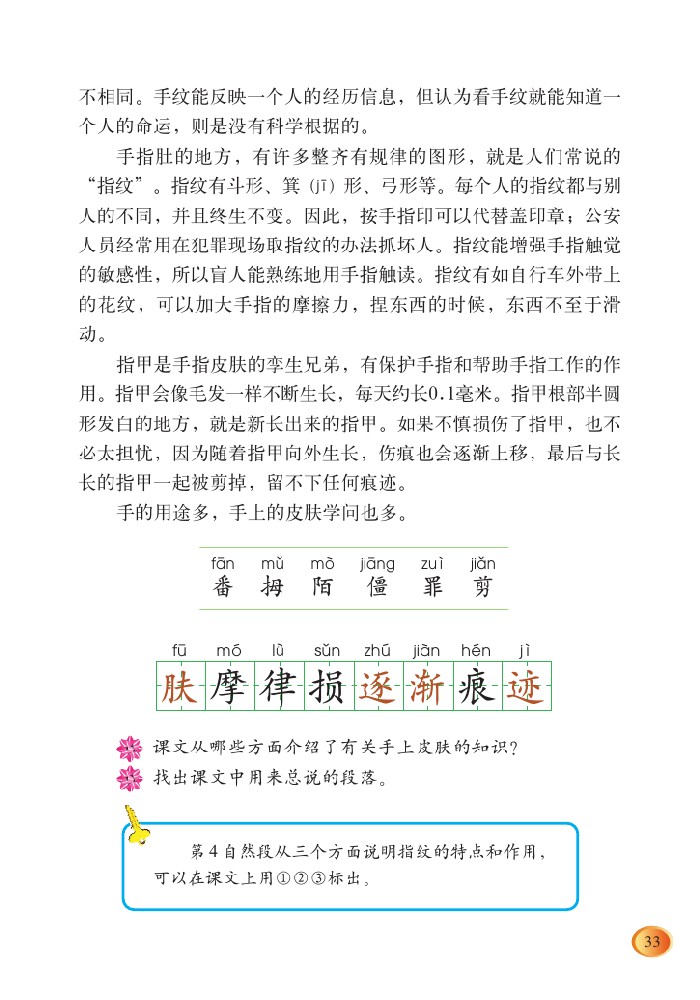 不相同。手纹能反映一个人的经历信息，但认为看手纹就能知道一
个人的命运，则是没有科学根据的。
手指肚的地方，有许多整齐有规律的图形，就是人们常说的
“指纹”。指纹有斗形、箕（jī）形、弓形等。每个人的指纹都与别
人的不同，并且终生不变。因此，按手指印可以代替盖印章；公安
人员经常用在犯罪现场取指纹的办法抓坏人。指纹能增强手指触觉
的敏感性，所以盲人能熟练地用手指触读。指纹有如自行车外带上
的花纹，可以加大手指的摩擦力，捏东西的时候，东西不至于滑
动。
指甲是手指皮肤的孪生兄弟，有保护手指和帮助手指工作的作
用。指甲会像毛发一样不断生长，每天约长0.1毫米。指甲根部半圆
形发白的地方，就是新长出来的指甲。如果不慎损伤了指甲，也不
必太担忧，因为随着指甲向外生长，伤痕也会逐渐上移，最后与长
长的指甲一起被剪掉，留不下任何痕迹。
手的用途多，手上的皮肤学问也多。
fān mǔ mò jiāng zuì jiǎn
番 拇 陌 僵 罪 剪
fū mó lǜ sǔn zhú jiàn hén jì
肤 摩 律 损 逐 渐 痕 迹
课文从哪些方面介绍了有关手上皮肤的知识？
找出课文中用来总说的段落。
第4自然段从三个方面说明指纹的特点和作用，
可以在课文上用①②③标出。
33